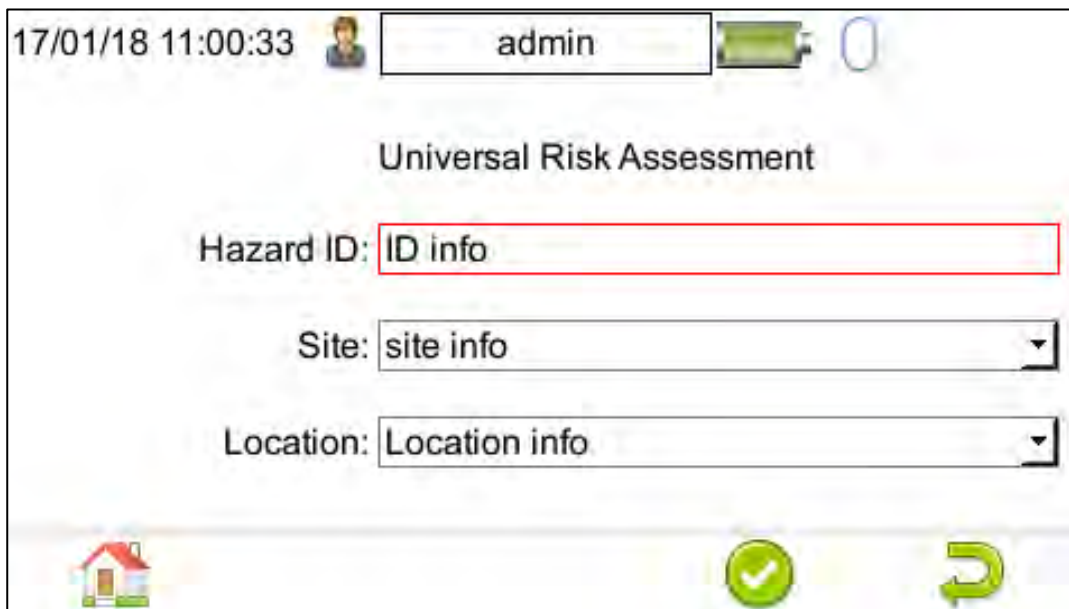 17/01/18 11:00:33 admin
Universal Risk Assessment
Hazard ID: ID info
Site: site info
Location: Location info